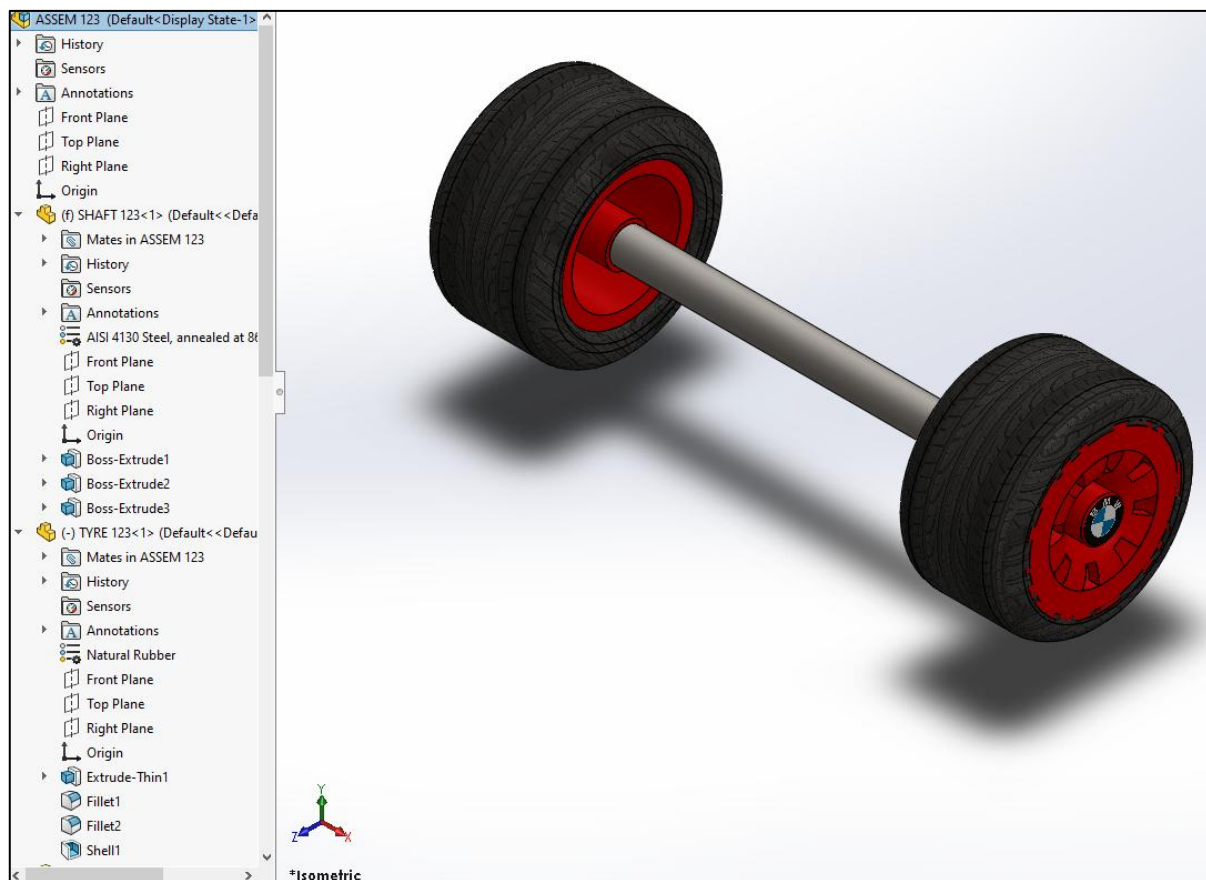 ASSEM 123 (Default<Display State-1>
History
Sensors
Annotations
Front Plane
Top Plane
Right Plane
Origin
(f) SHAFT 123<1> (Default<<Defa
Mates in ASSEM 123
History
Sensors
Annotations
AISI 4130 Steel, annealed at 86
Front Plane
Top Plane
Right Plane
Origin
Boss-Extrude1
Boss-Extrude2
Boss-Extrude3
(-) TYRE 123<1> (Default<<Defau
Mates in ASSEM 123
History
Sensors
Annotations
Natural Rubber
Front Plane
Top Plane
Right Plane
Origin
Extrude-Thin1
Fillet1
Fillet2
Shell1
BMW
Y
Z
X
*Isometric